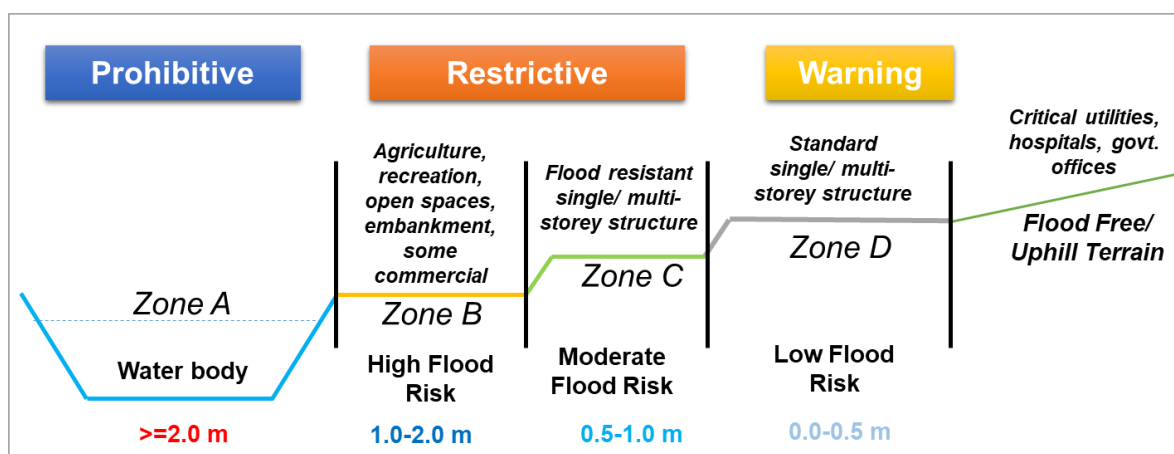 Prohibitive
Restrictive
Warning
Agriculture,
recreation,
open spaces,
embankment,
some
commercial
Flood resistant
single/ multi-
storey structure
Standard
single/ multi-
storey structure
Critical utilities,
hospitals, govt.
offices
Zone A
Zone B
Zone C
Zone D
Flood Free/
Uphill Terrain
Water body
High Flood
Risk
Moderate
Flood Risk
Low Flood
Risk
>=2.0 m
1.0-2.0 m
0.5-1.0 m
0.0-0.5 m